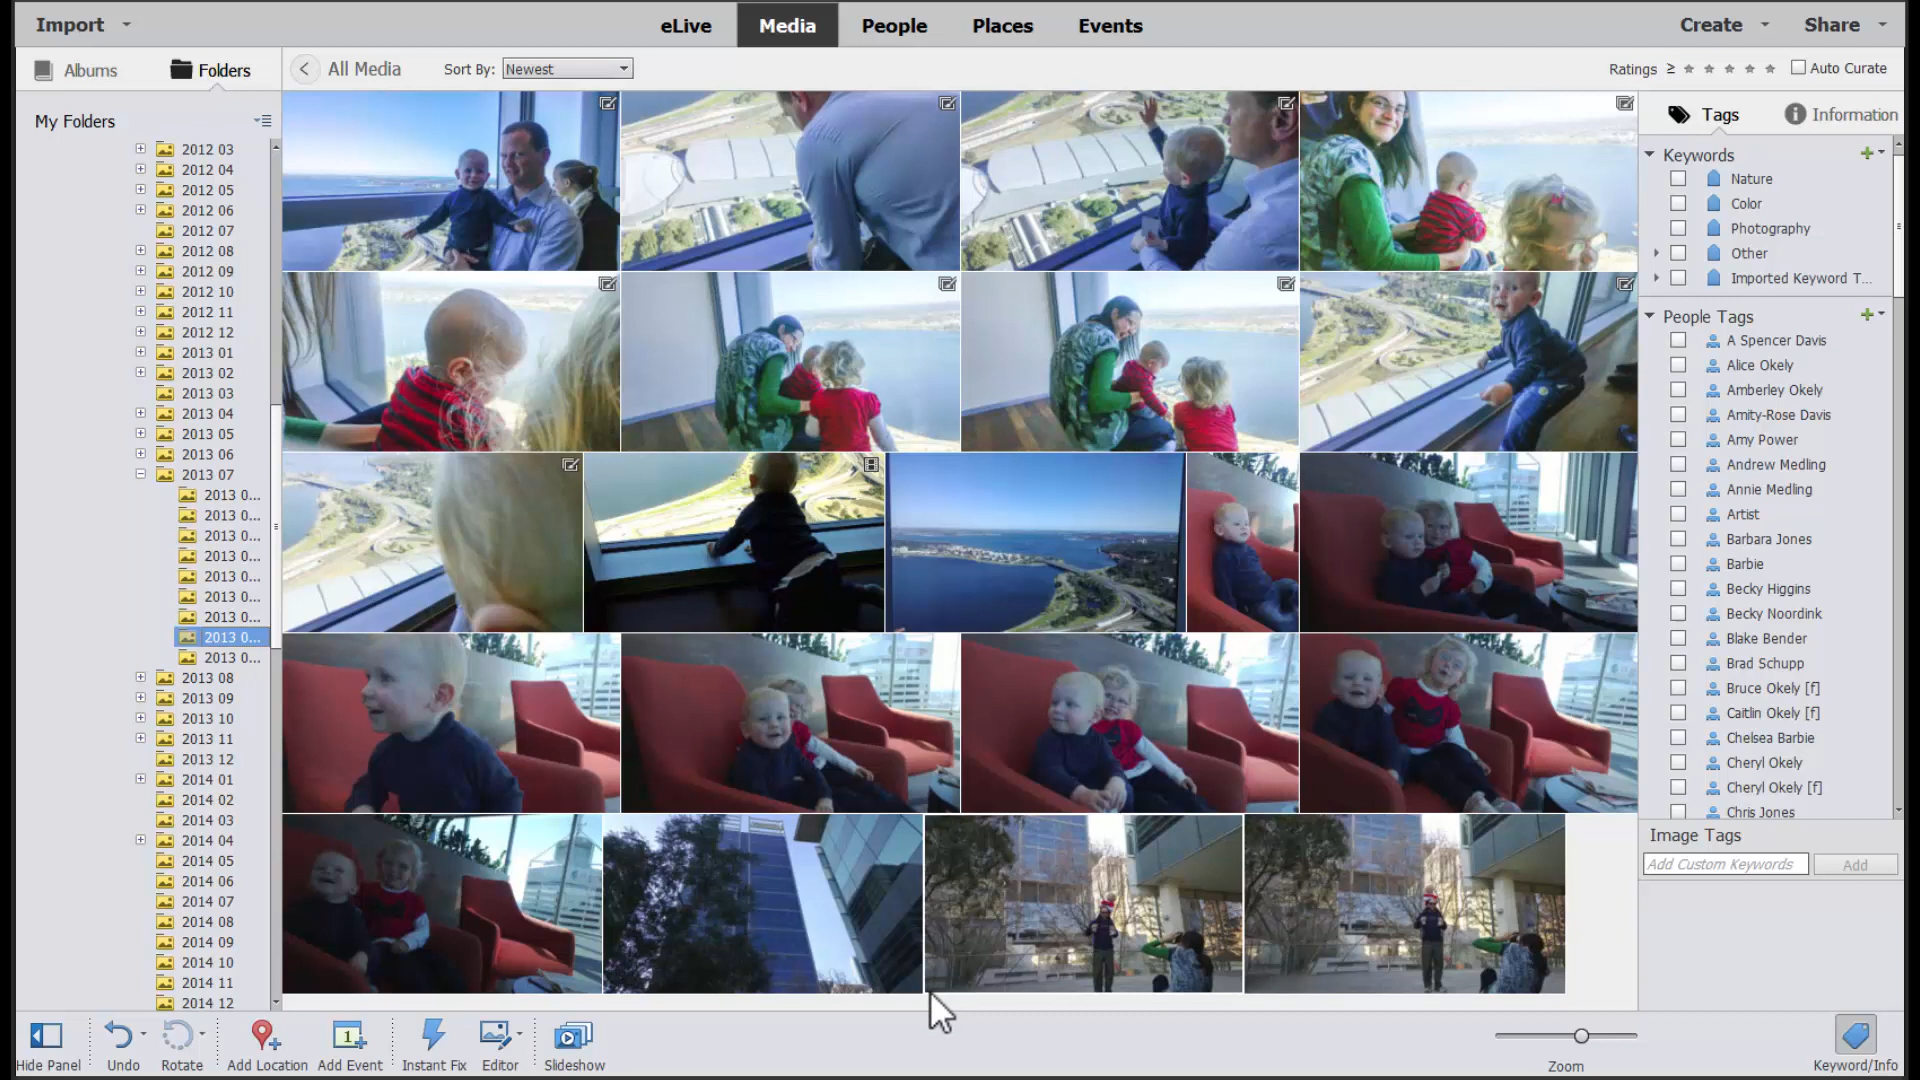 Import
eLive
Media
People
Places
Events
Create
Share
Albums
Folders
All Media
Sort By:
Newest
Ratings ≥
Auto Curate
My Folders
2012 03
2012 04
2012 05
2012 06
2012 07
2012 08
2012 09
2012 10
2012 11
2012 12
2013 01
2013 02
2013 03
2013 04
2013 05
2013 06
2013 07
2013 0...
2013 0...
2013 0...
2013 0...
2013 0...
2013 0...
2013 0...
2013 0...
2013 0...
2013 08
2013 09
2013 10
2013 11
2013 12
2014 01
2014 02
2014 03
2014 04
2014 05
2014 06
2014 07
2014 08
2014 09
2014 10
2014 11
2014 12
Tags
Information
Keywords
Nature
Color
Photography
Other
Imported Keyword T...
People Tags
A Spencer Davis
Alice Okely
Amberley Okely
Amity-Rose Davis
Amy Power
Andrew Medling
Annie Medling
Artist
Barbara Jones
Barbie
Becky Higgins
Becky Noordink
Blake Bender
Brad Schupp
Bruce Okely [f]
Caitlin Okely [f]
Chelsea Barbie
Cheryl Okely
Cheryl Okely [f]
Chris Jones
Image Tags
Add Custom Keywords
Add
Hide Panel
Undo
Rotate
Add Location
1
Add Event
Instant Fix
Editor
Slideshow
Zoom
Keyword/Info